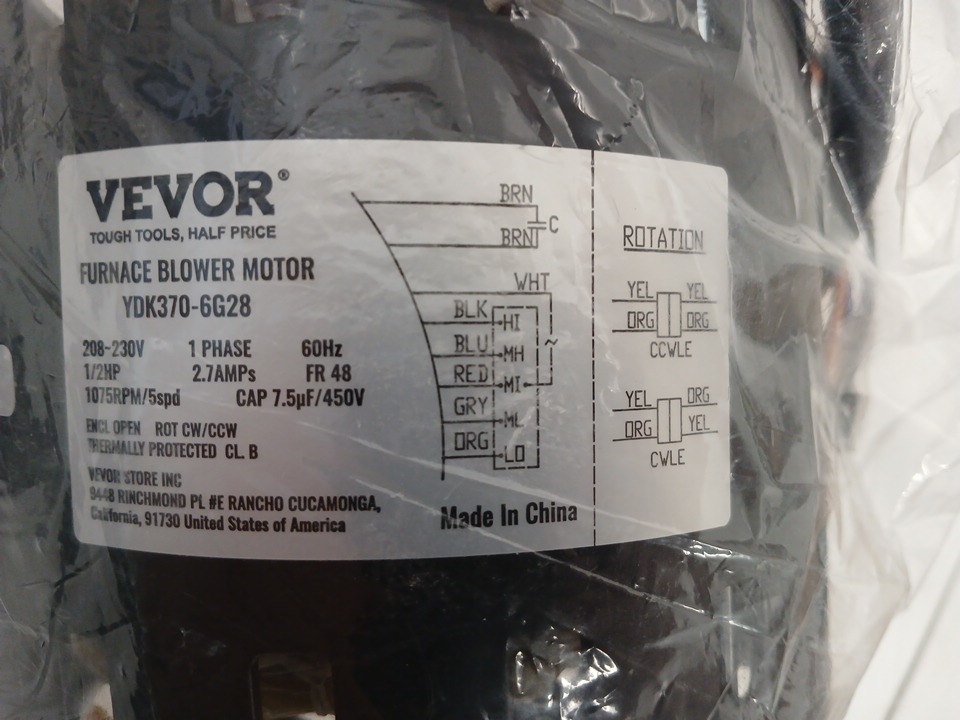 VEVOR®
TOUGH TOOLS, HALF PRICE
FURNACE BLOWER MOTOR
YDK370-6G28
208-230V 1 PHASE 60Hz
1/2HP 2.7AMPs FR 48
1075RPM/5spd CAP 7.5µF/450V
ENCL OPEN ROT CW/CCW
THERMALLY PROTECTED CL. B
VEVOR STORE INC
9448 RINCHMOND PL #E RANCHO CUCAMONGA,
California, 91730 United States of America
BRN
C
BRN
WHT
BLK HI
BLU MH
~
RED MI
GRY ML
ORG LO
Made In China
ROTATION
YEL YEL
ORG ORG
CCWLE
YEL ORG
ORG YEL
CWLE